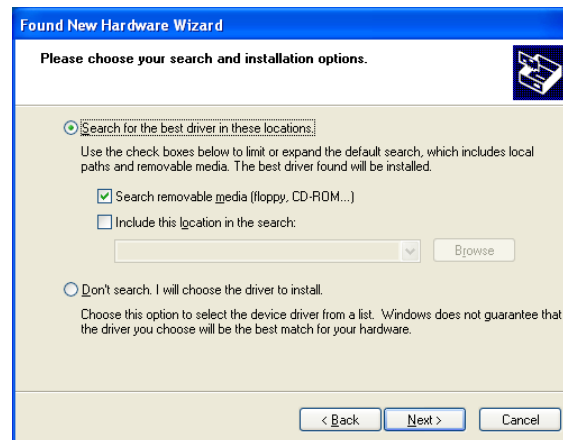 Found New Hardware Wizard
Please choose your search and installation options.
Search for the best driver in these locations.
Use the check boxes below to limit or expand the default search, which includes local
paths and removable media. The best driver found will be installed.
Search removable media (floppy, CD-ROM...)
Include this location in the search:
Browse
Don't search. I will choose the driver to install.
Choose this option to select the device driver from a list. Windows does not guarantee that
the driver you choose will be the best match for your hardware.
< Back Next > Cancel